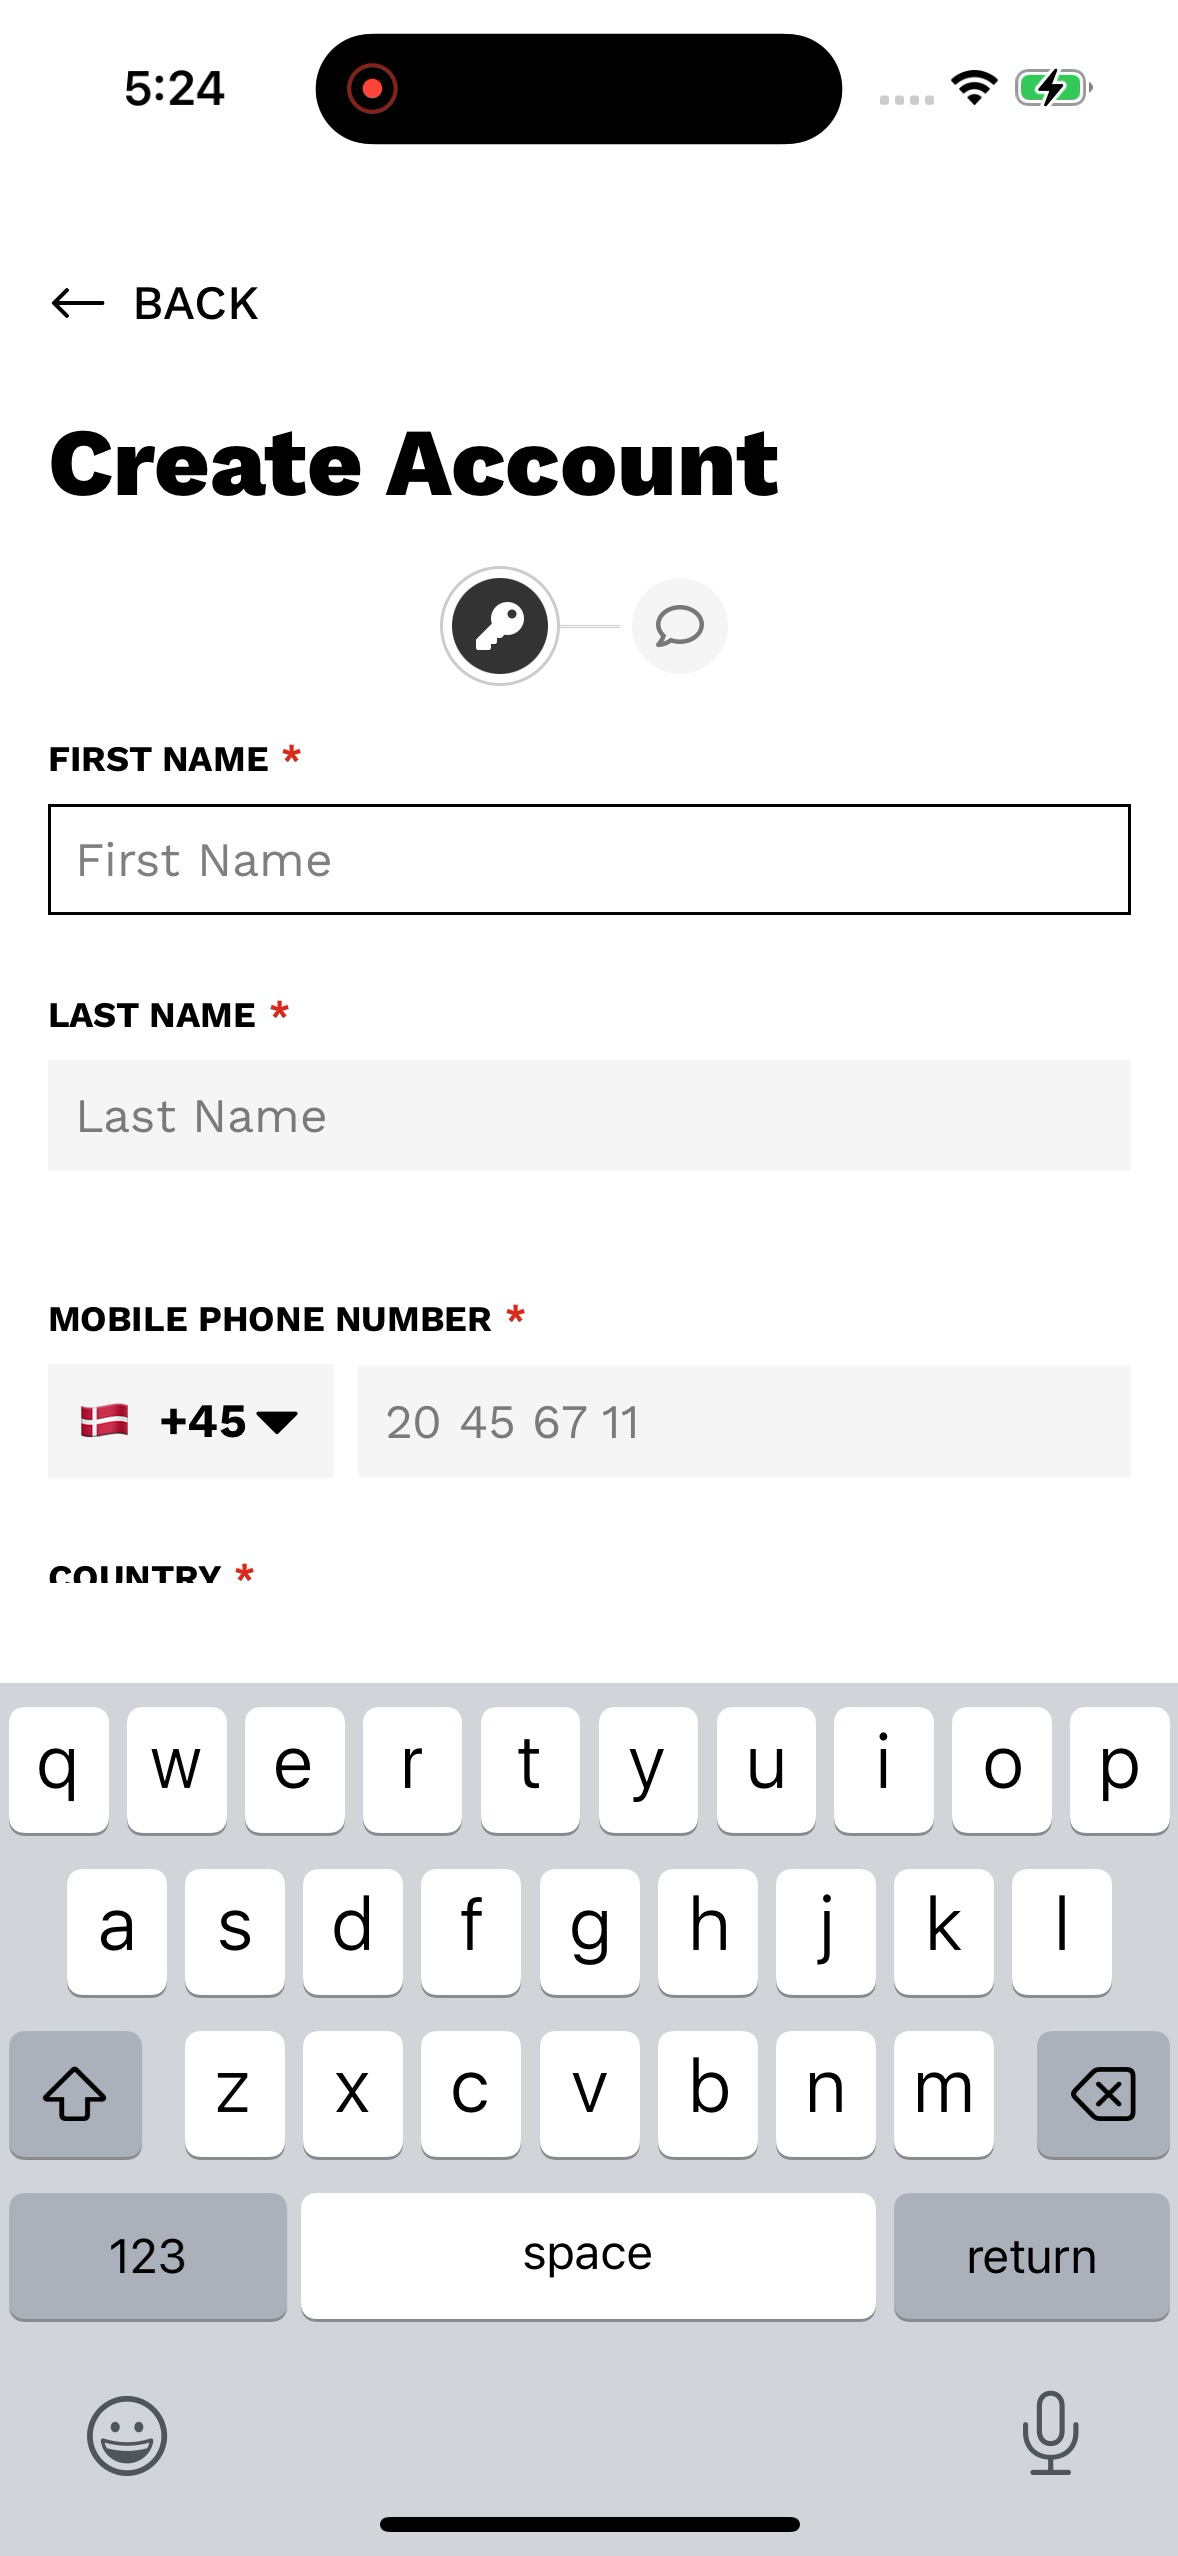 5:24
BACK
Create Account
FIRST NAME *
First Name
LAST NAME *
Last Name
MOBILE PHONE NUMBER *
+45 20 45 67 11
COUNTRY *
q w e r t y u i o p
a s d f g h j k l
z x c v b n m
123 space return